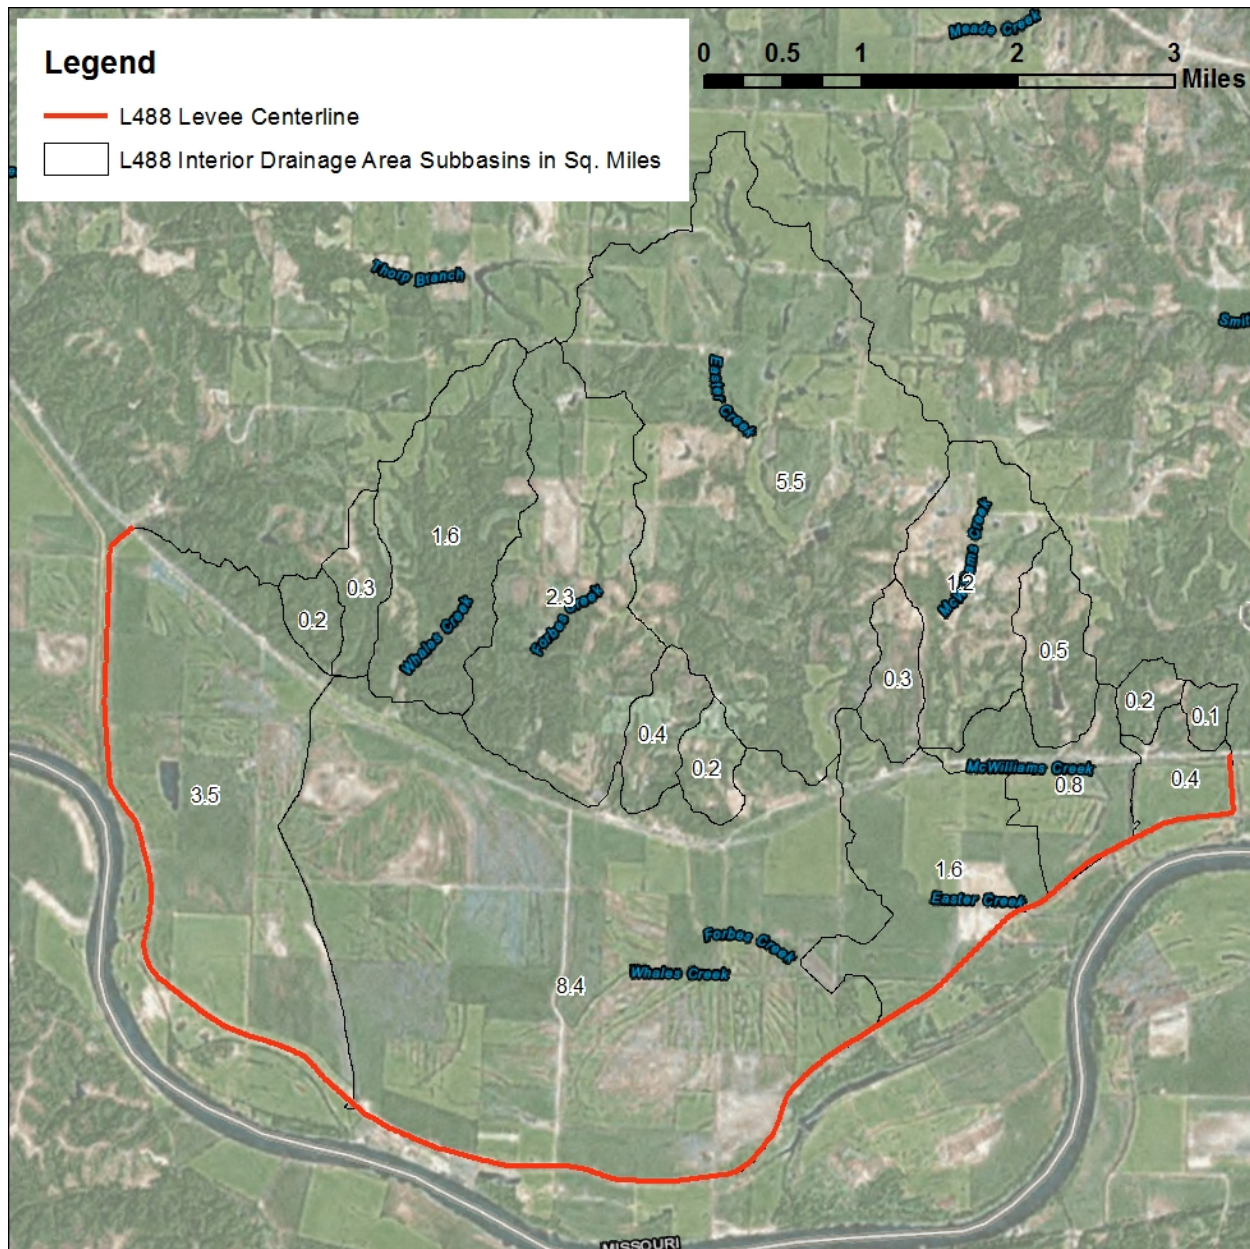 Legend
L488 Levee Centerline
L488 Interior Drainage Area Subbasins in Sq. Miles
0 0.5 1 2 3
Miles
Meade Creek
Thorp Branch
Smit
Easter Creek
5.5
1.6
McWilliams Creek
1.2
0.3
0.2
2.3
Forbes Creek
Whales Creek
0.5
0.3
0.2
0.1
0.4
0.2
McWilliams Creek
0.8
0.4
3.5
1.6
Easter Creek
Forbes Creek
Whales Creek
8.4
MISSOURI